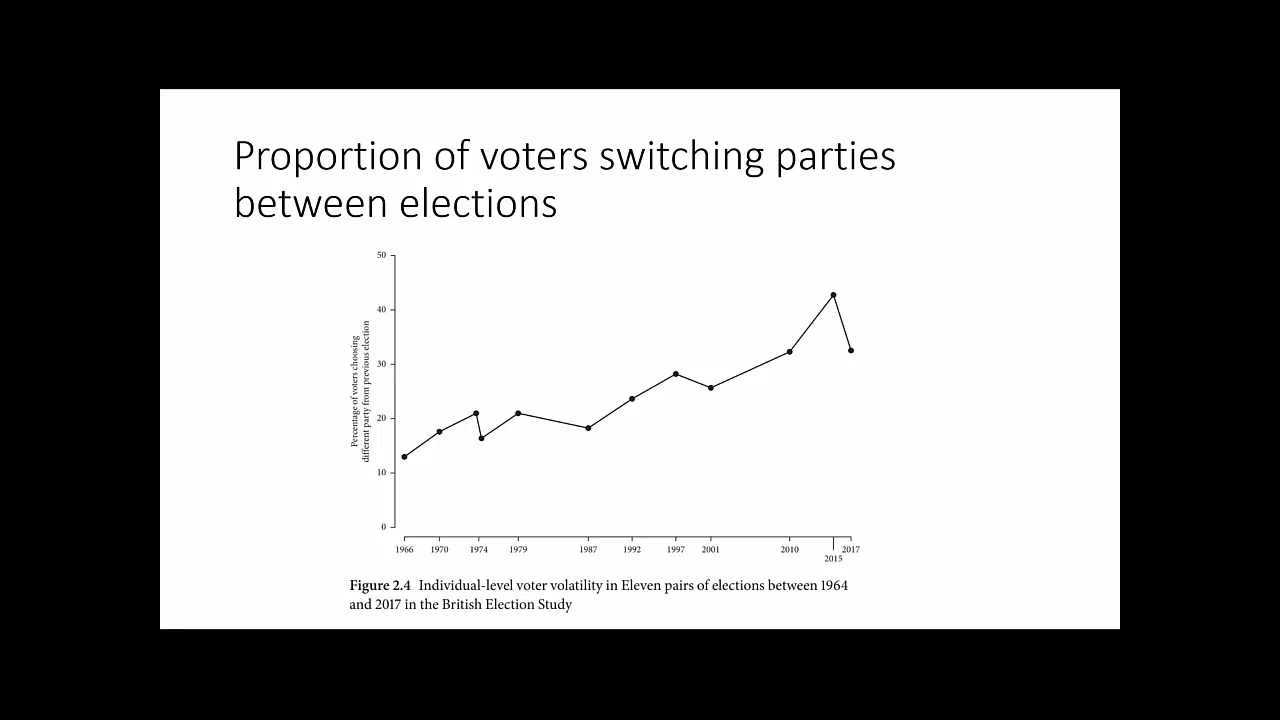 Proportion of voters switching parties
between elections
50
40
30
20
10
0
Percentage of voters choosing
different party from previous election
1966 1970 1974 1979 1987 1992 1997 2001 2010 2015 2017
Figure 2.4 Individual-level voter volatility in Eleven pairs of elections between 1964
and 2017 in the British Election Study